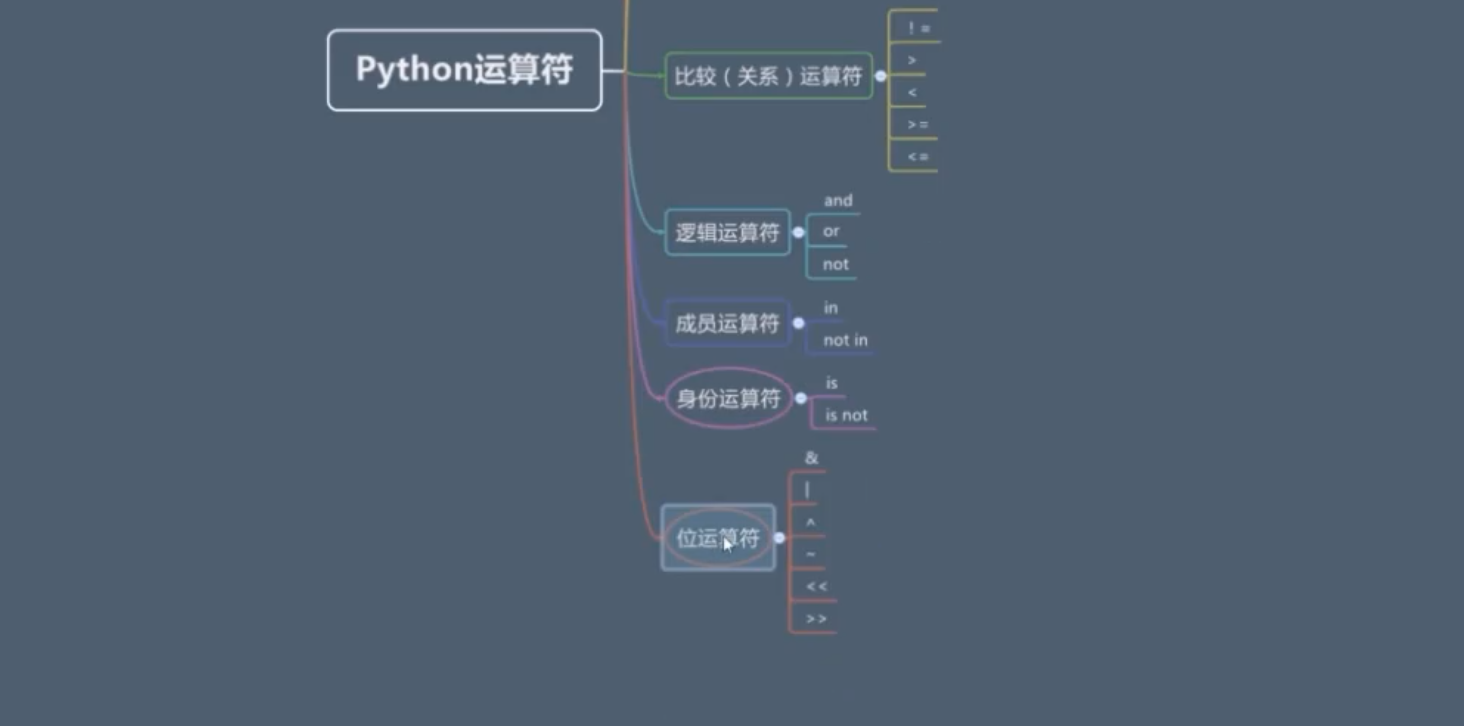 Python运算符
比较（关系）运算符
! =
>
<
> =
< =
逻辑运算符
and
or
not
成员运算符
in
not in
身份运算符
is
is not
位运算符
&
|
^
~
< <
> >